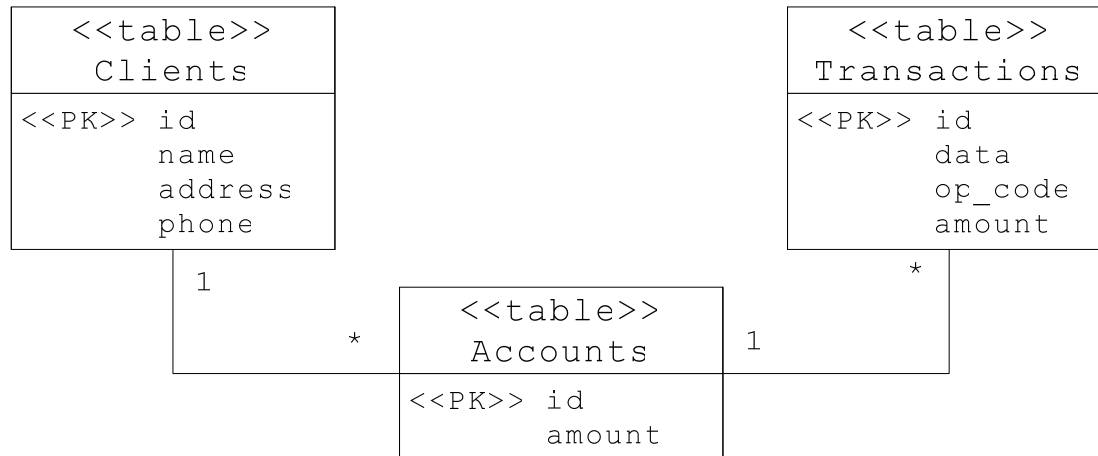 <<table>>
Clients
<<PK>> id
name
address
phone
<<table>>
Transactions
<<PK>> id
data
op_code
amount
1
*
*
1
<<table>>
Accounts
<<PK>> id
amount